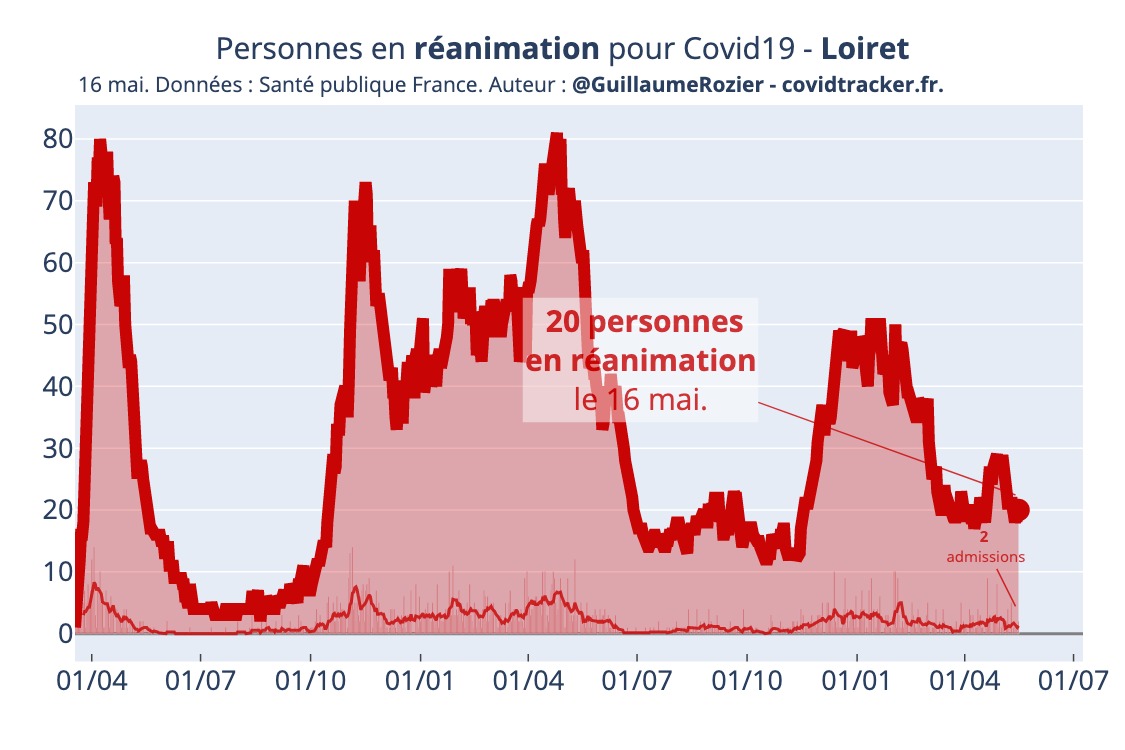 Personnes en réanimation pour Covid19 - Loiret
16 mai. Données : Santé publique France. Auteur : @GuillaumeRozier - covidtracker.fr.
80
70
60
50
40
30
20
10
0
20 personnes
en réanimation
le 16 mai.
2
admissions
01/04 01/07 01/10 01/01 01/04 01/07 01/10 01/01 01/04 01/07